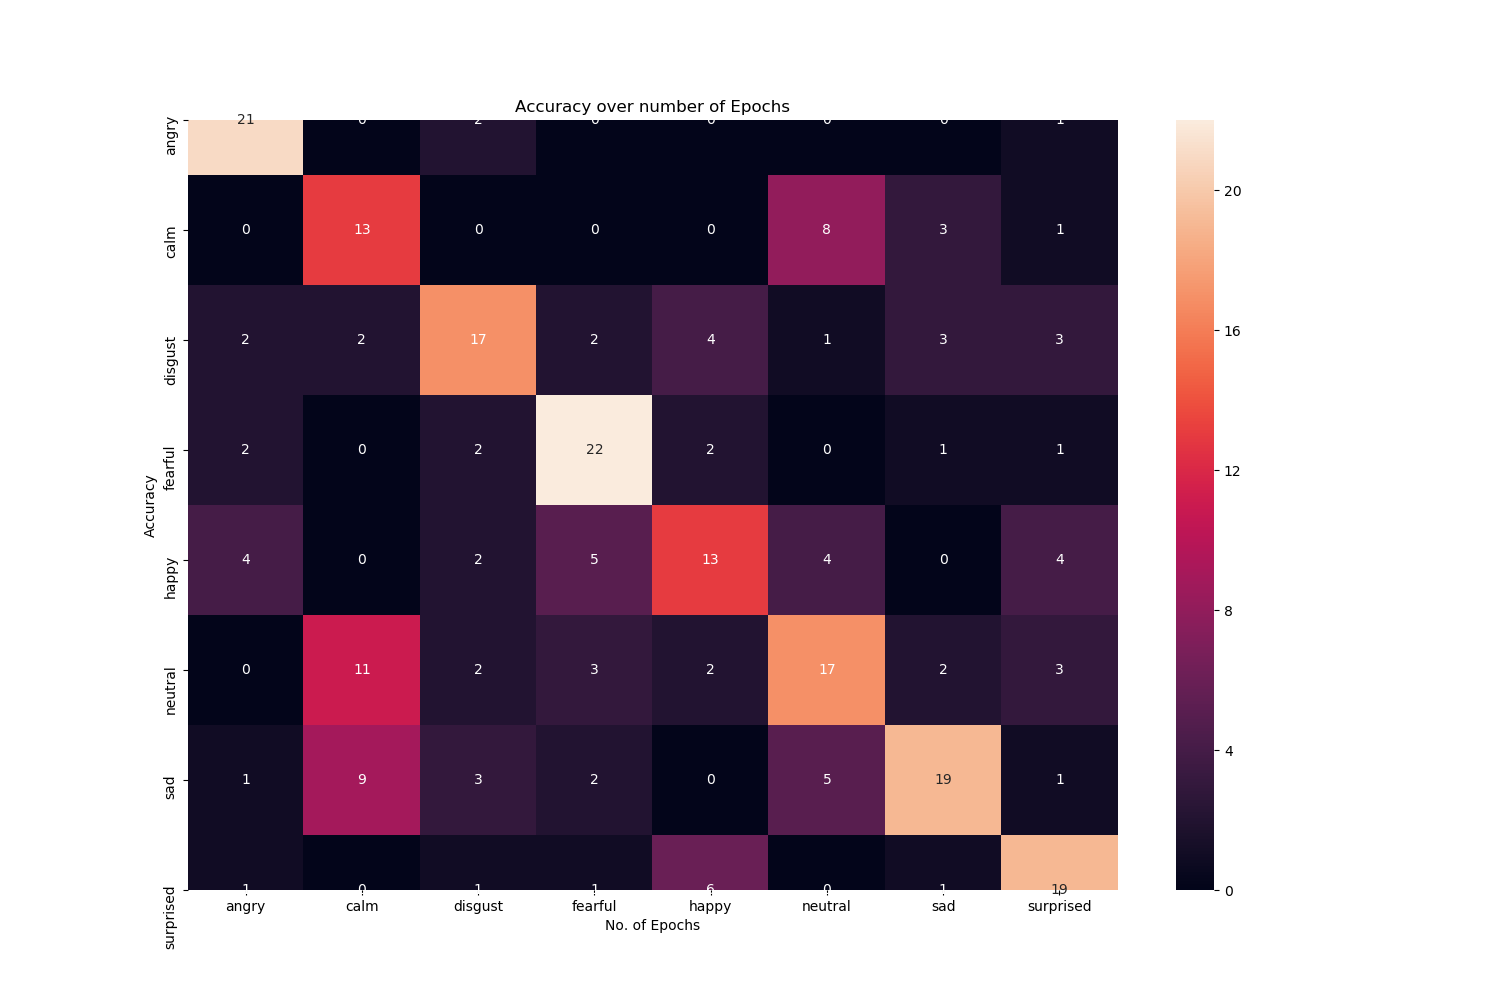 Accuracy over number of Epochs
angry 21 0 2 0 0 0 0 1
calm 0 13 0 0 0 8 3 1
disgust 2 2 17 2 4 1 3 3
fearful 2 0 2 22 2 0 1 1
happy 4 0 2 5 13 4 0 4
neutral 0 11 2 3 2 17 2 3
sad 1 9 3 2 0 5 19 1
surprised 1 0 1 1 6 0 1 19
Accuracy
angry calm disgust fearful happy neutral sad surprised
No. of Epochs
20
16
12
8
4
0